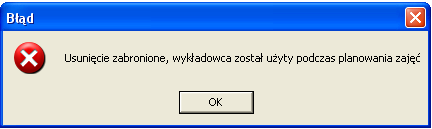 Błąd
Usunięcie zabronione, wykładowca został użyty podczas planowania zajęć
OK